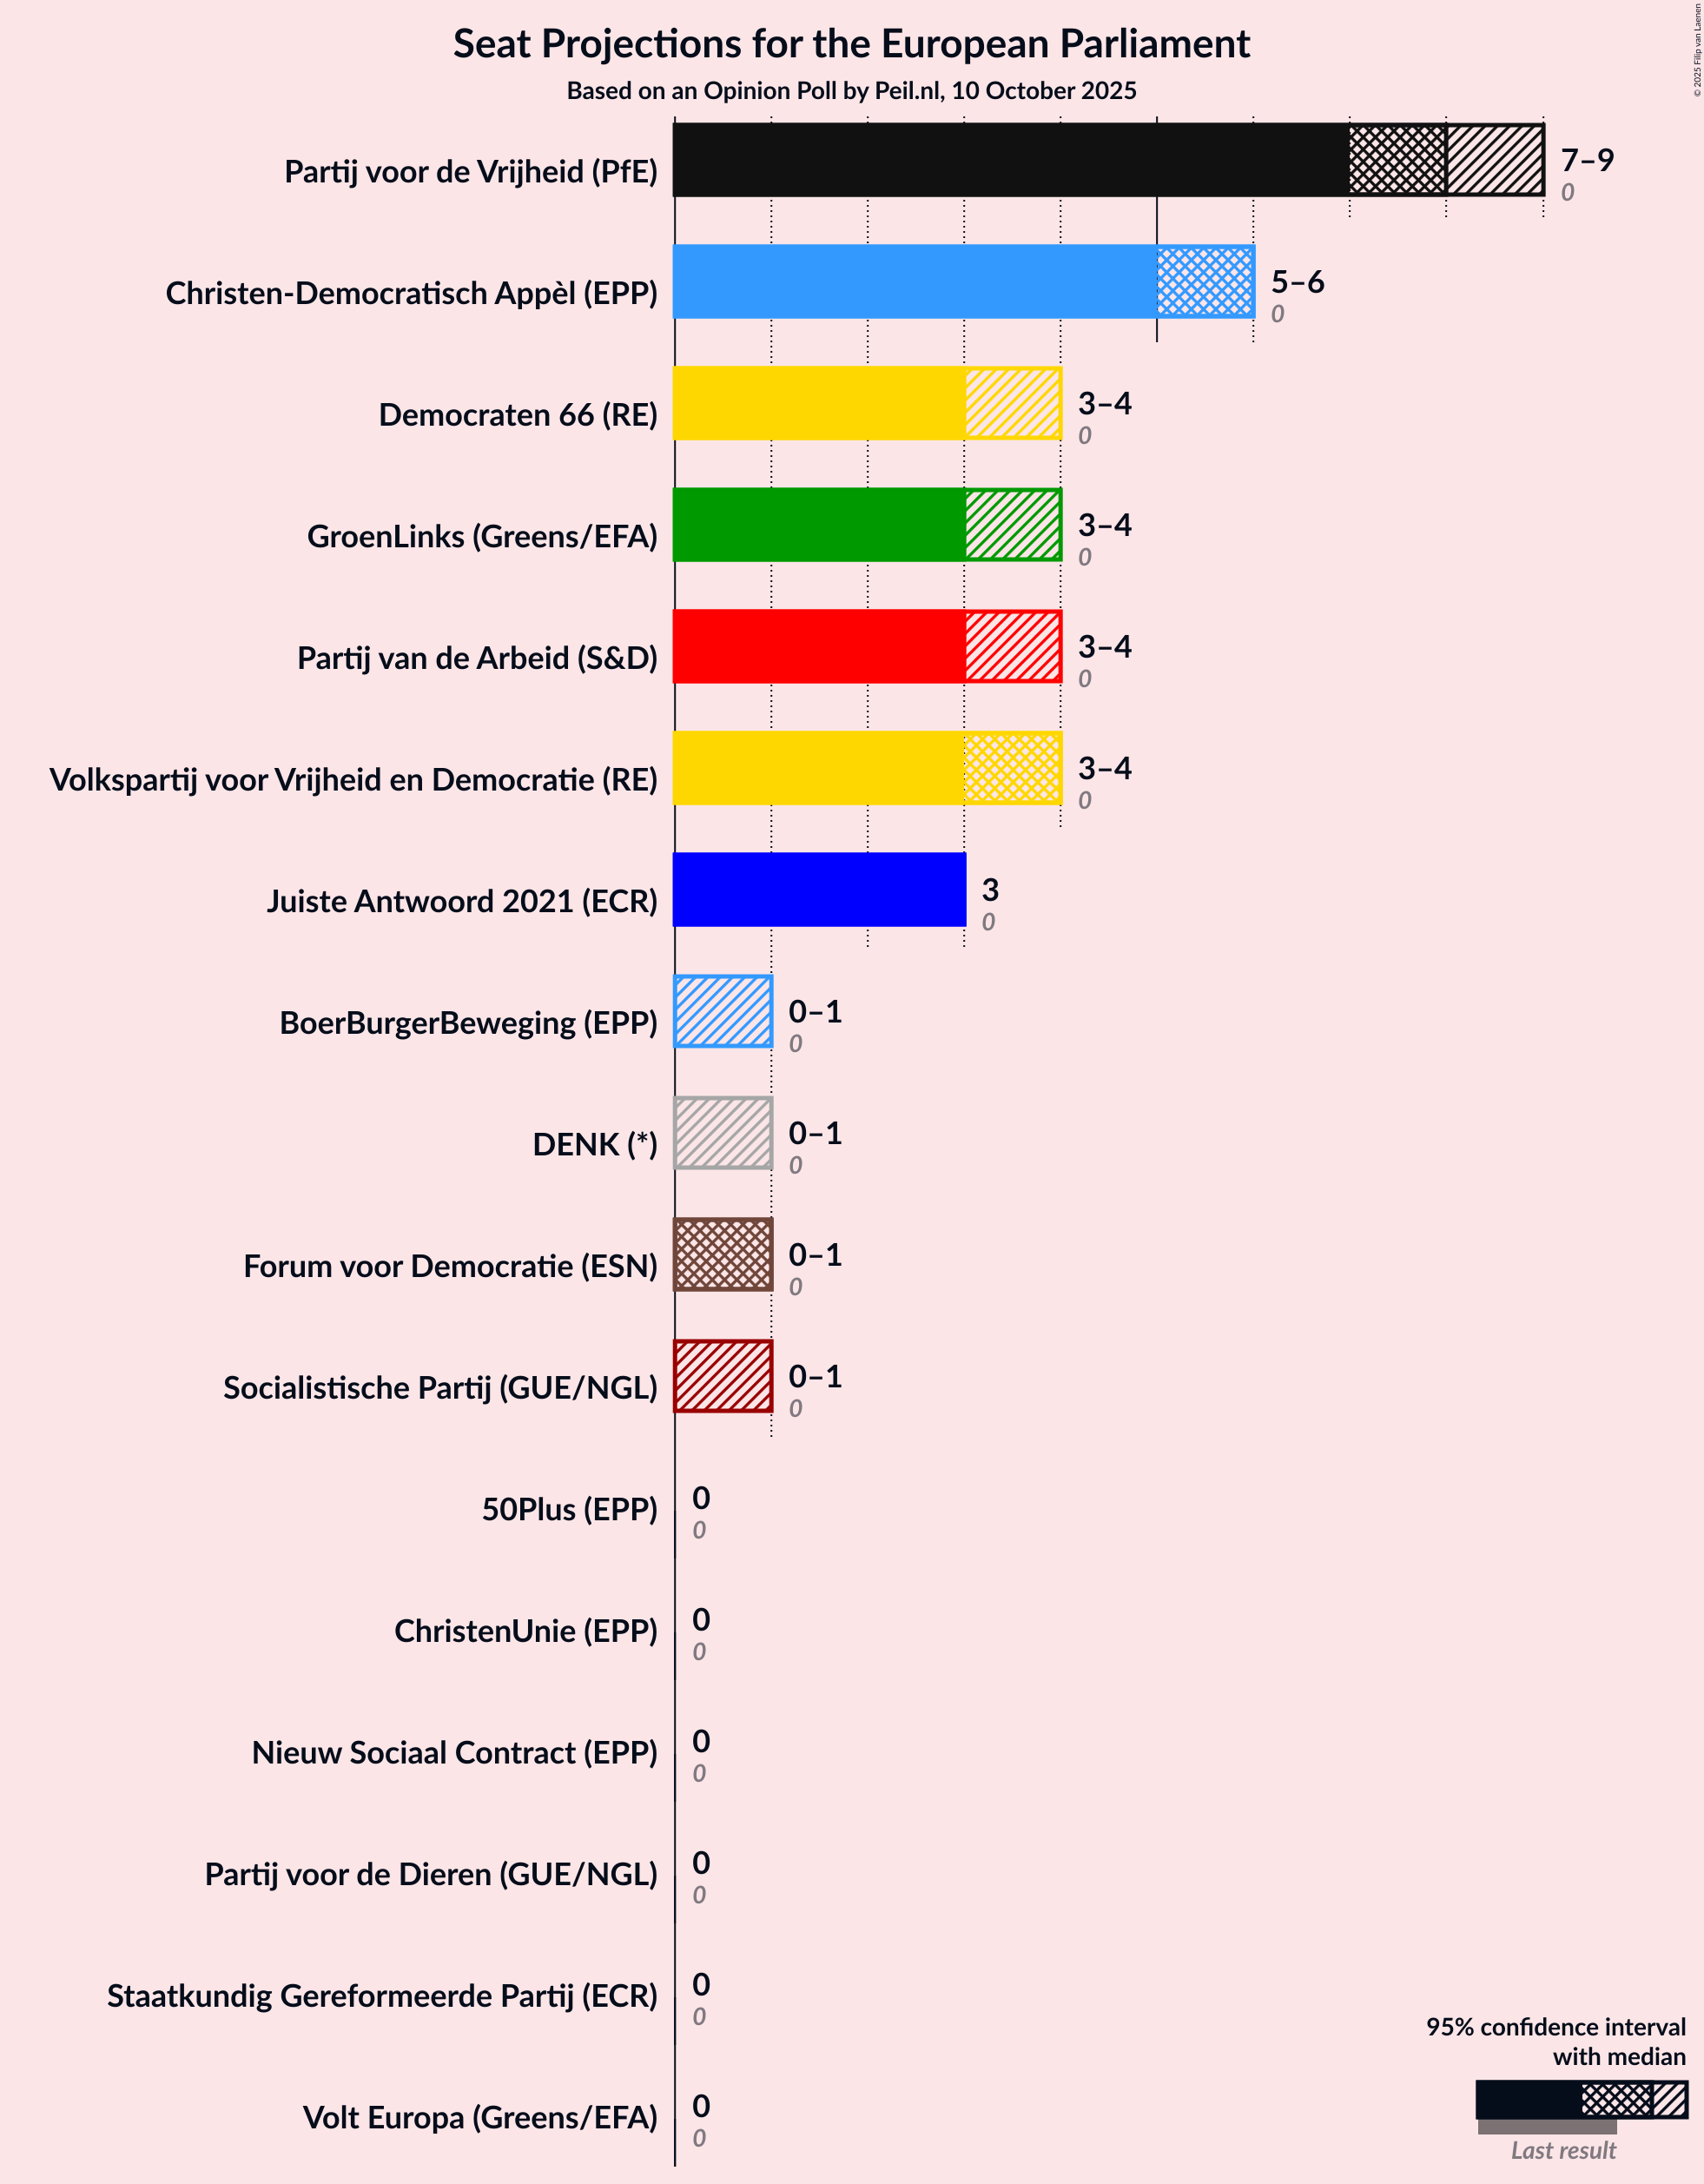 Seat Projections for the European Parliament
Based on an Opinion Poll by Peil.nl, 10 October 2025
© 2025 Filip van Laenen
Partij voor de Vrijheid (PfE)
7–9
0
Christen-Democratisch Appèl (EPP)
5–6
0
Democraten 66 (RE)
3–4
0
GroenLinks (Greens/EFA)
3–4
0
Partij van de Arbeid (S&D)
3–4
0
Volkspartij voor Vrijheid en Democratie (RE)
3–4
0
Juiste Antwoord 2021 (ECR)
3
0
BoerBurgerBeweging (EPP)
0–1
0
DENK (*)
0–1
0
Forum voor Democratie (ESN)
0–1
0
Socialistische Partij (GUE/NGL)
0–1
0
50Plus (EPP)
0
0
ChristenUnie (EPP)
0
0
Nieuw Sociaal Contract (EPP)
0
0
Partij voor de Dieren (GUE/NGL)
0
0
Staatkundig Gereformeerde Partij (ECR)
0
0
Volt Europa (Greens/EFA)
0
0
95% confidence interval
with median
Last result